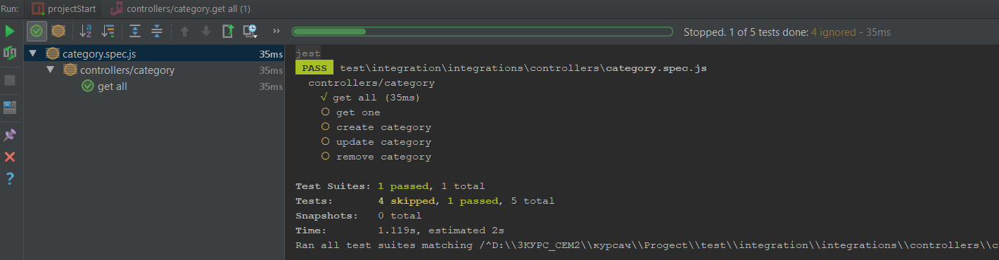 Run: projectStart controllers/category.get all (1)
Stopped. 1 of 5 tests done: 4 ignored - 35ms
category.spec.js 35ms
controllers/category 35ms
get all 35ms
jest
PASS test\integration\integrations\controllers\category.spec.js
controllers/category
√ get all (35ms)
○ get one
○ create category
○ update category
○ remove category
Test Suites: 1 passed, 1 total
Tests: 4 skipped, 1 passed, 5 total
Snapshots: 0 total
Time: 1.119s, estimated 2s
Ran all test suites matching /^D:\\3КУРС_СЕМ2\\курсач\\Progect\\test\\integration\\integrations\\controllers\\c